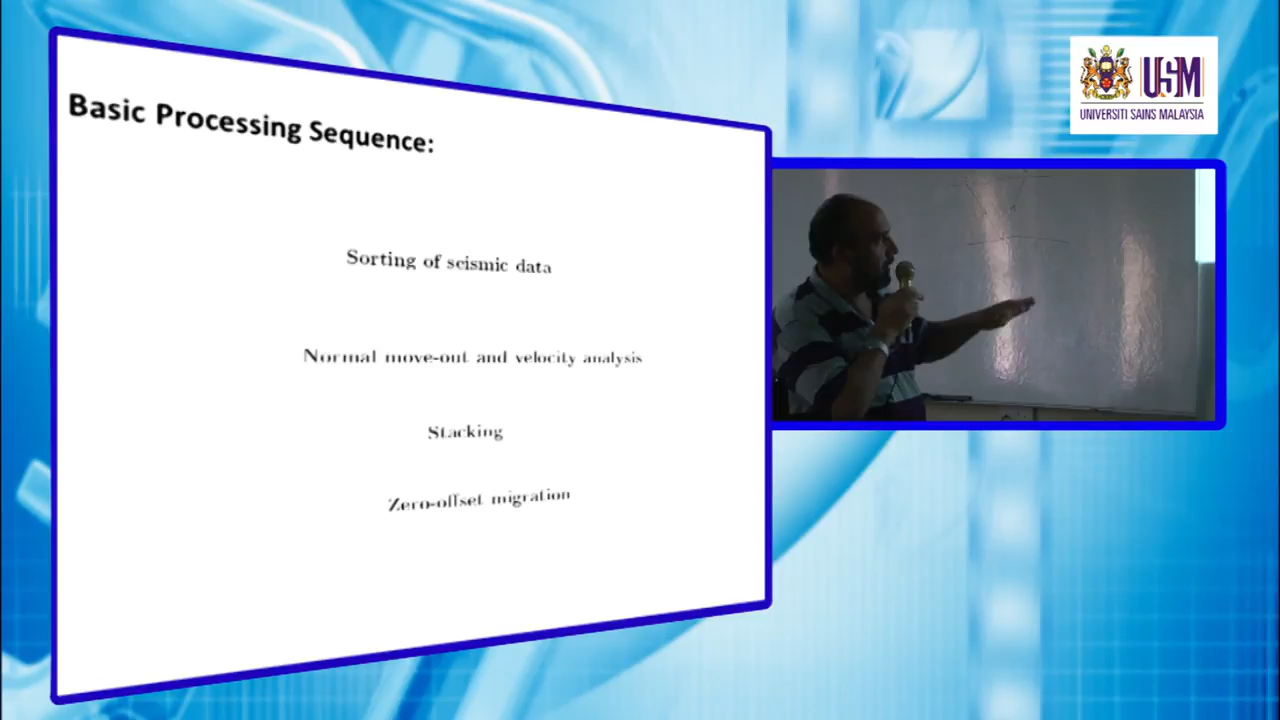 Basic Processing Sequence:
Sorting of seismic data
Normal move-out and velocity analysis
Stacking
Zero-offset migration
USM
UNIVERSITI SAINS MALAYSIA